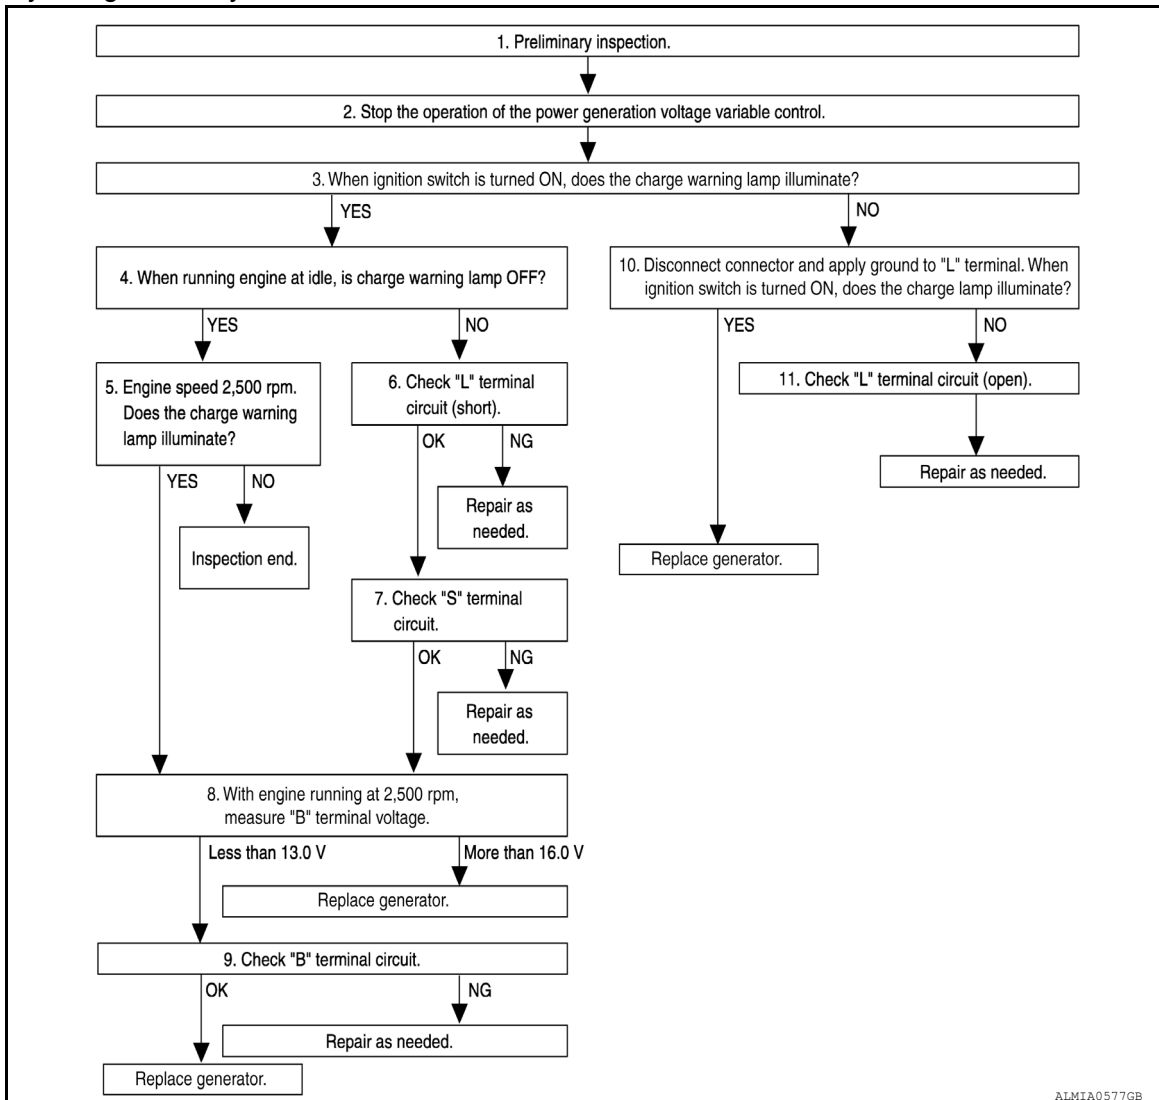 1. Preliminary inspection.
2. Stop the operation of the power generation voltage variable control.
3. When ignition switch is turned ON, does the charge warning lamp illuminate?
YES
NO
4. When running engine at idle, is charge warning lamp OFF?
10. Disconnect connector and apply ground to "L" terminal. When
ignition switch is turned ON, does the charge lamp illuminate?
YES
NO
YES
NO
5. Engine speed 2,500 rpm.
Does the charge warning
lamp illuminate?
6. Check "L" terminal
circuit (short).
11. Check "L" terminal circuit (open).
OK
NG
YES
NO
Repair as needed.
Repair as
needed.
Inspection end.
Replace generator.
7. Check "S" terminal
circuit.
OK
NG
Repair as
needed.
8. With engine running at 2,500 rpm,
measure "B" terminal voltage.
Less than 13.0 V
More than 16.0 V
Replace generator.
9. Check "B" terminal circuit.
OK
NG
Repair as needed.
Replace generator.
ALMIA0577GB